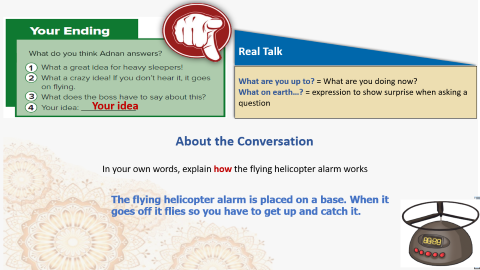 Your Ending
What do you think Adnan answers?
1 What a great idea for heavy sleepers!
2 What a crazy idea! If you don't hear it, it goes
on flying.
3 What does the boss have to say about this?
4 Your idea: Your idea
Real Talk
What are you up to? = What are you doing now?
What on earth…? = expression to show surprise when asking a
question
About the Conversation
In your own words, explain how the flying helicopter alarm works
The flying helicopter alarm is placed on a base. When it
goes off it flies so you have to get up and catch it.